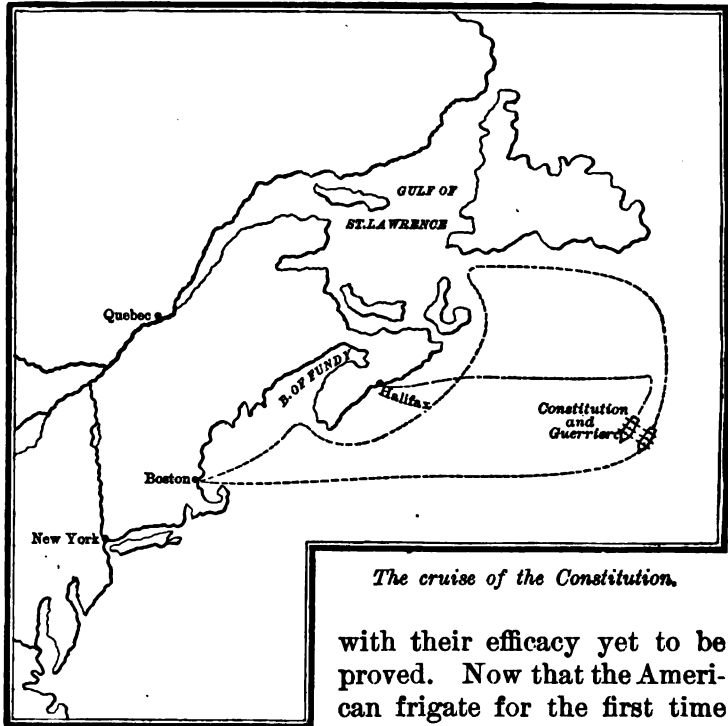 GULF OF
ST. LAWRENCE
Quebec
B. OF FUNDY
Halifax
Constitution
and
Guerriere
Boston
New York
The cruise of the Constitution.
with their efficacy yet to be
proved. Now that the Ameri-
can frigate for the first time